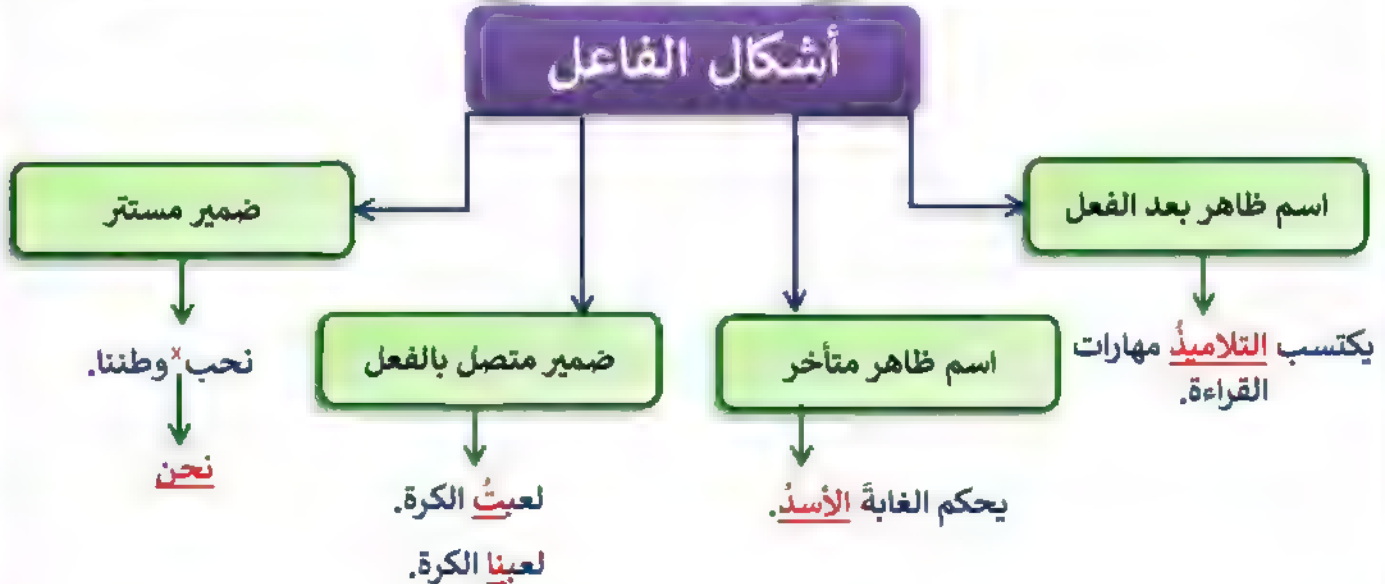 أشكال الفاعل
اسم ظاهر بعد الفعل
يكتسب التلاميذُ مهارات
القراءة.
اسم ظاهر متأخر
يحكم الغابةَ الأسدُ.
ضمير متصل بالفعل
لعبتُ الكرة.
لعبنا الكرة.
ضمير مستتر
نحب × وطننا.
نحن